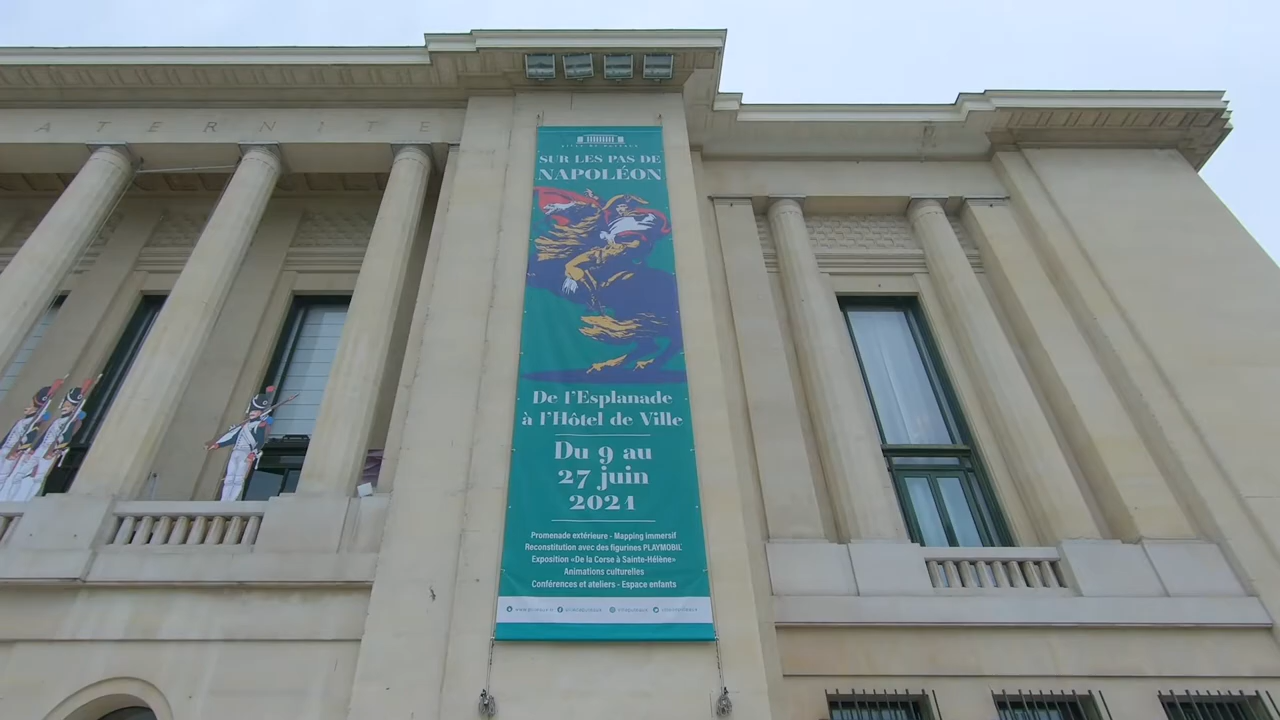 ATERNITE
SUR LES PAS DE
NAPOLÉON
De l'Esplanade
à l'Hôtel de Ville
Du 9 au
27 juin
2021
Promenade extérieure - Mapping immersif
Reconstitution avec des figurines PLAYMOBIL
Exposition «De la Corse à Sainte-Hélène»
Animations culturelles
Conférences et ateliers - Espace enfants